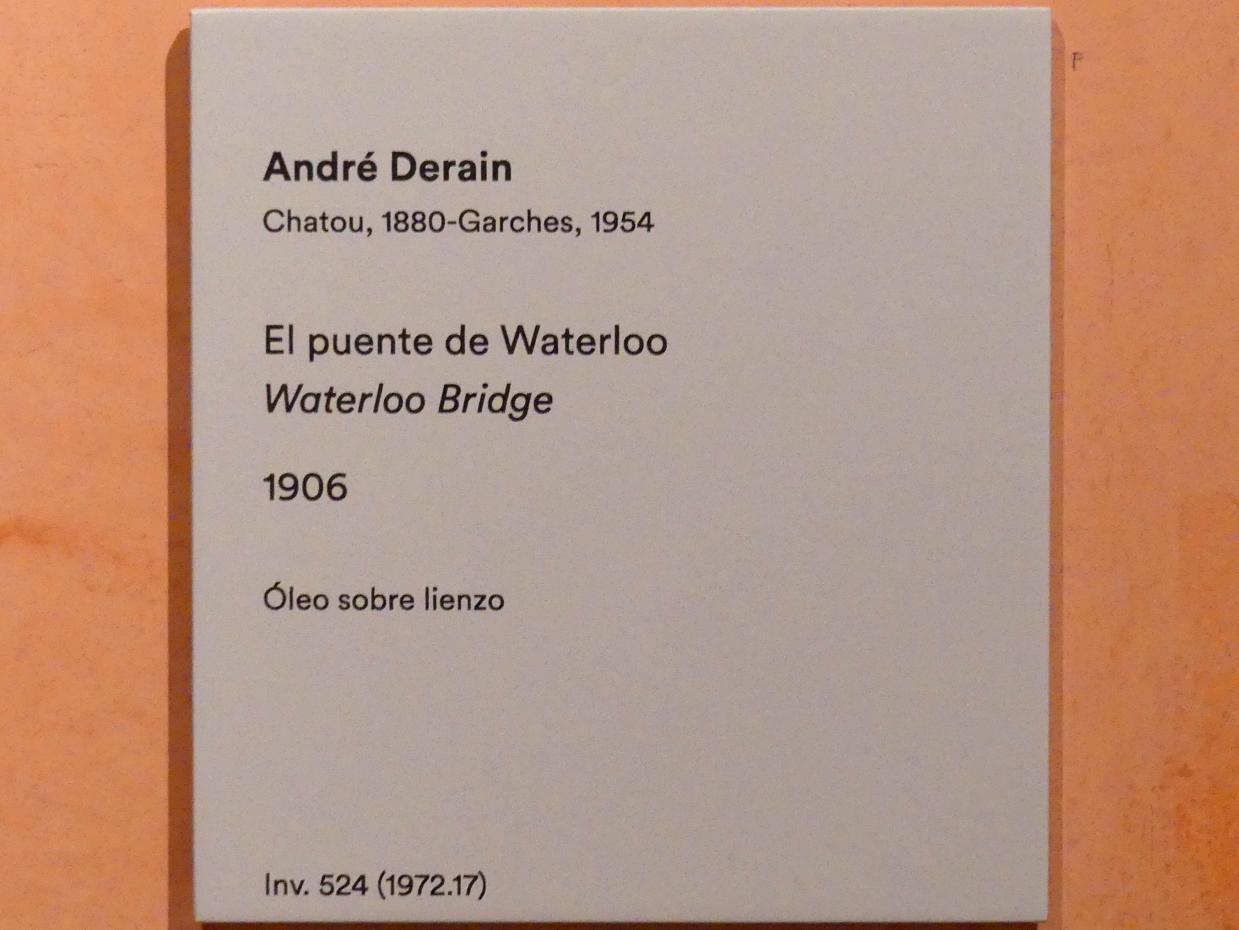 André Derain
Chatou, 1880-Garches, 1954
El puente de Waterloo
Waterloo Bridge
1906
Óleo sobre lienzo
Inv. 524 (1972.17)
F